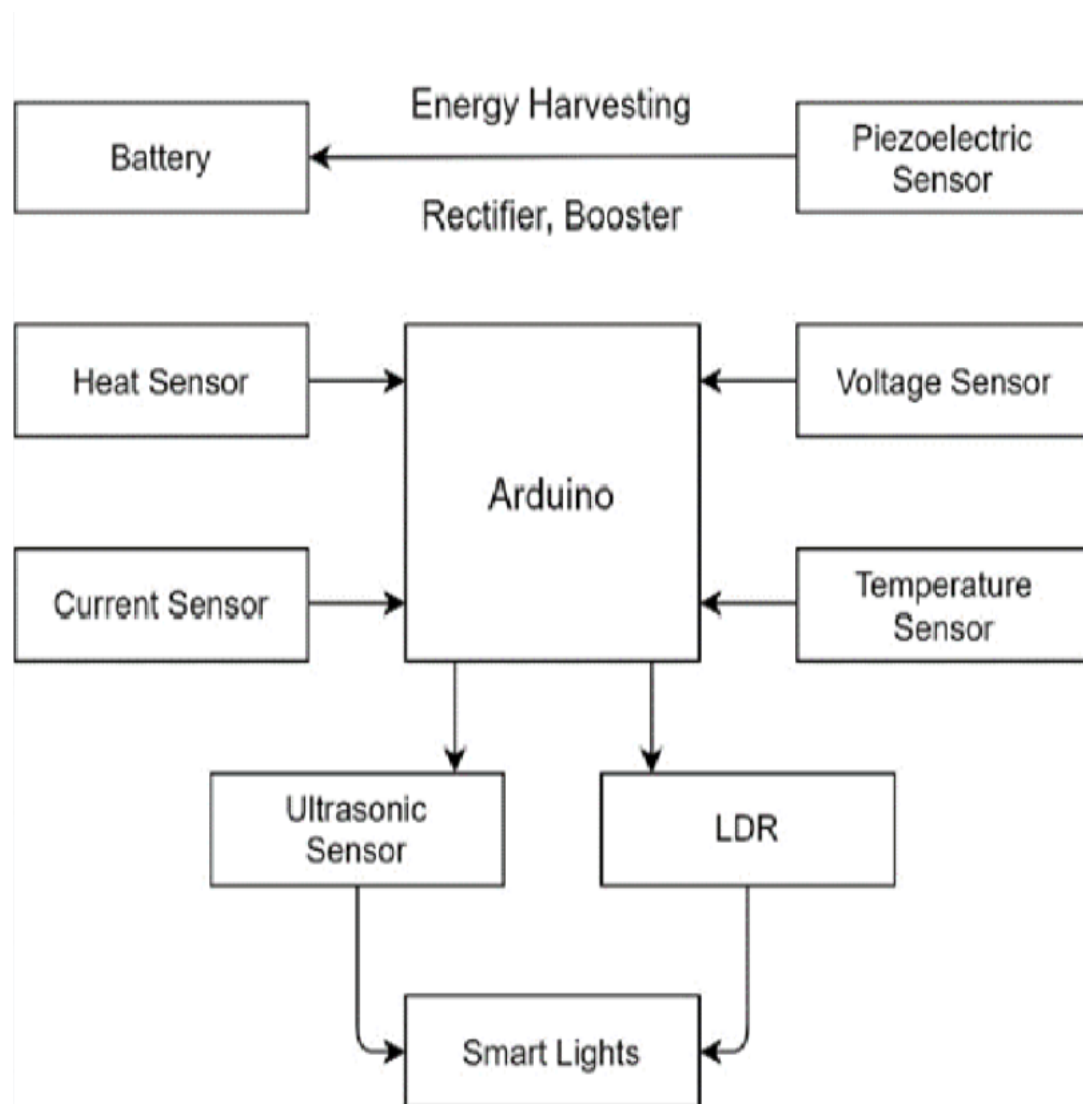 Energy Harvesting
Battery
Piezoelectric
Sensor
Rectifier, Booster
Heat Sensor
Voltage Sensor
Arduino
Current Sensor
Temperature
Sensor
Ultrasonic
Sensor
LDR
Smart Lights